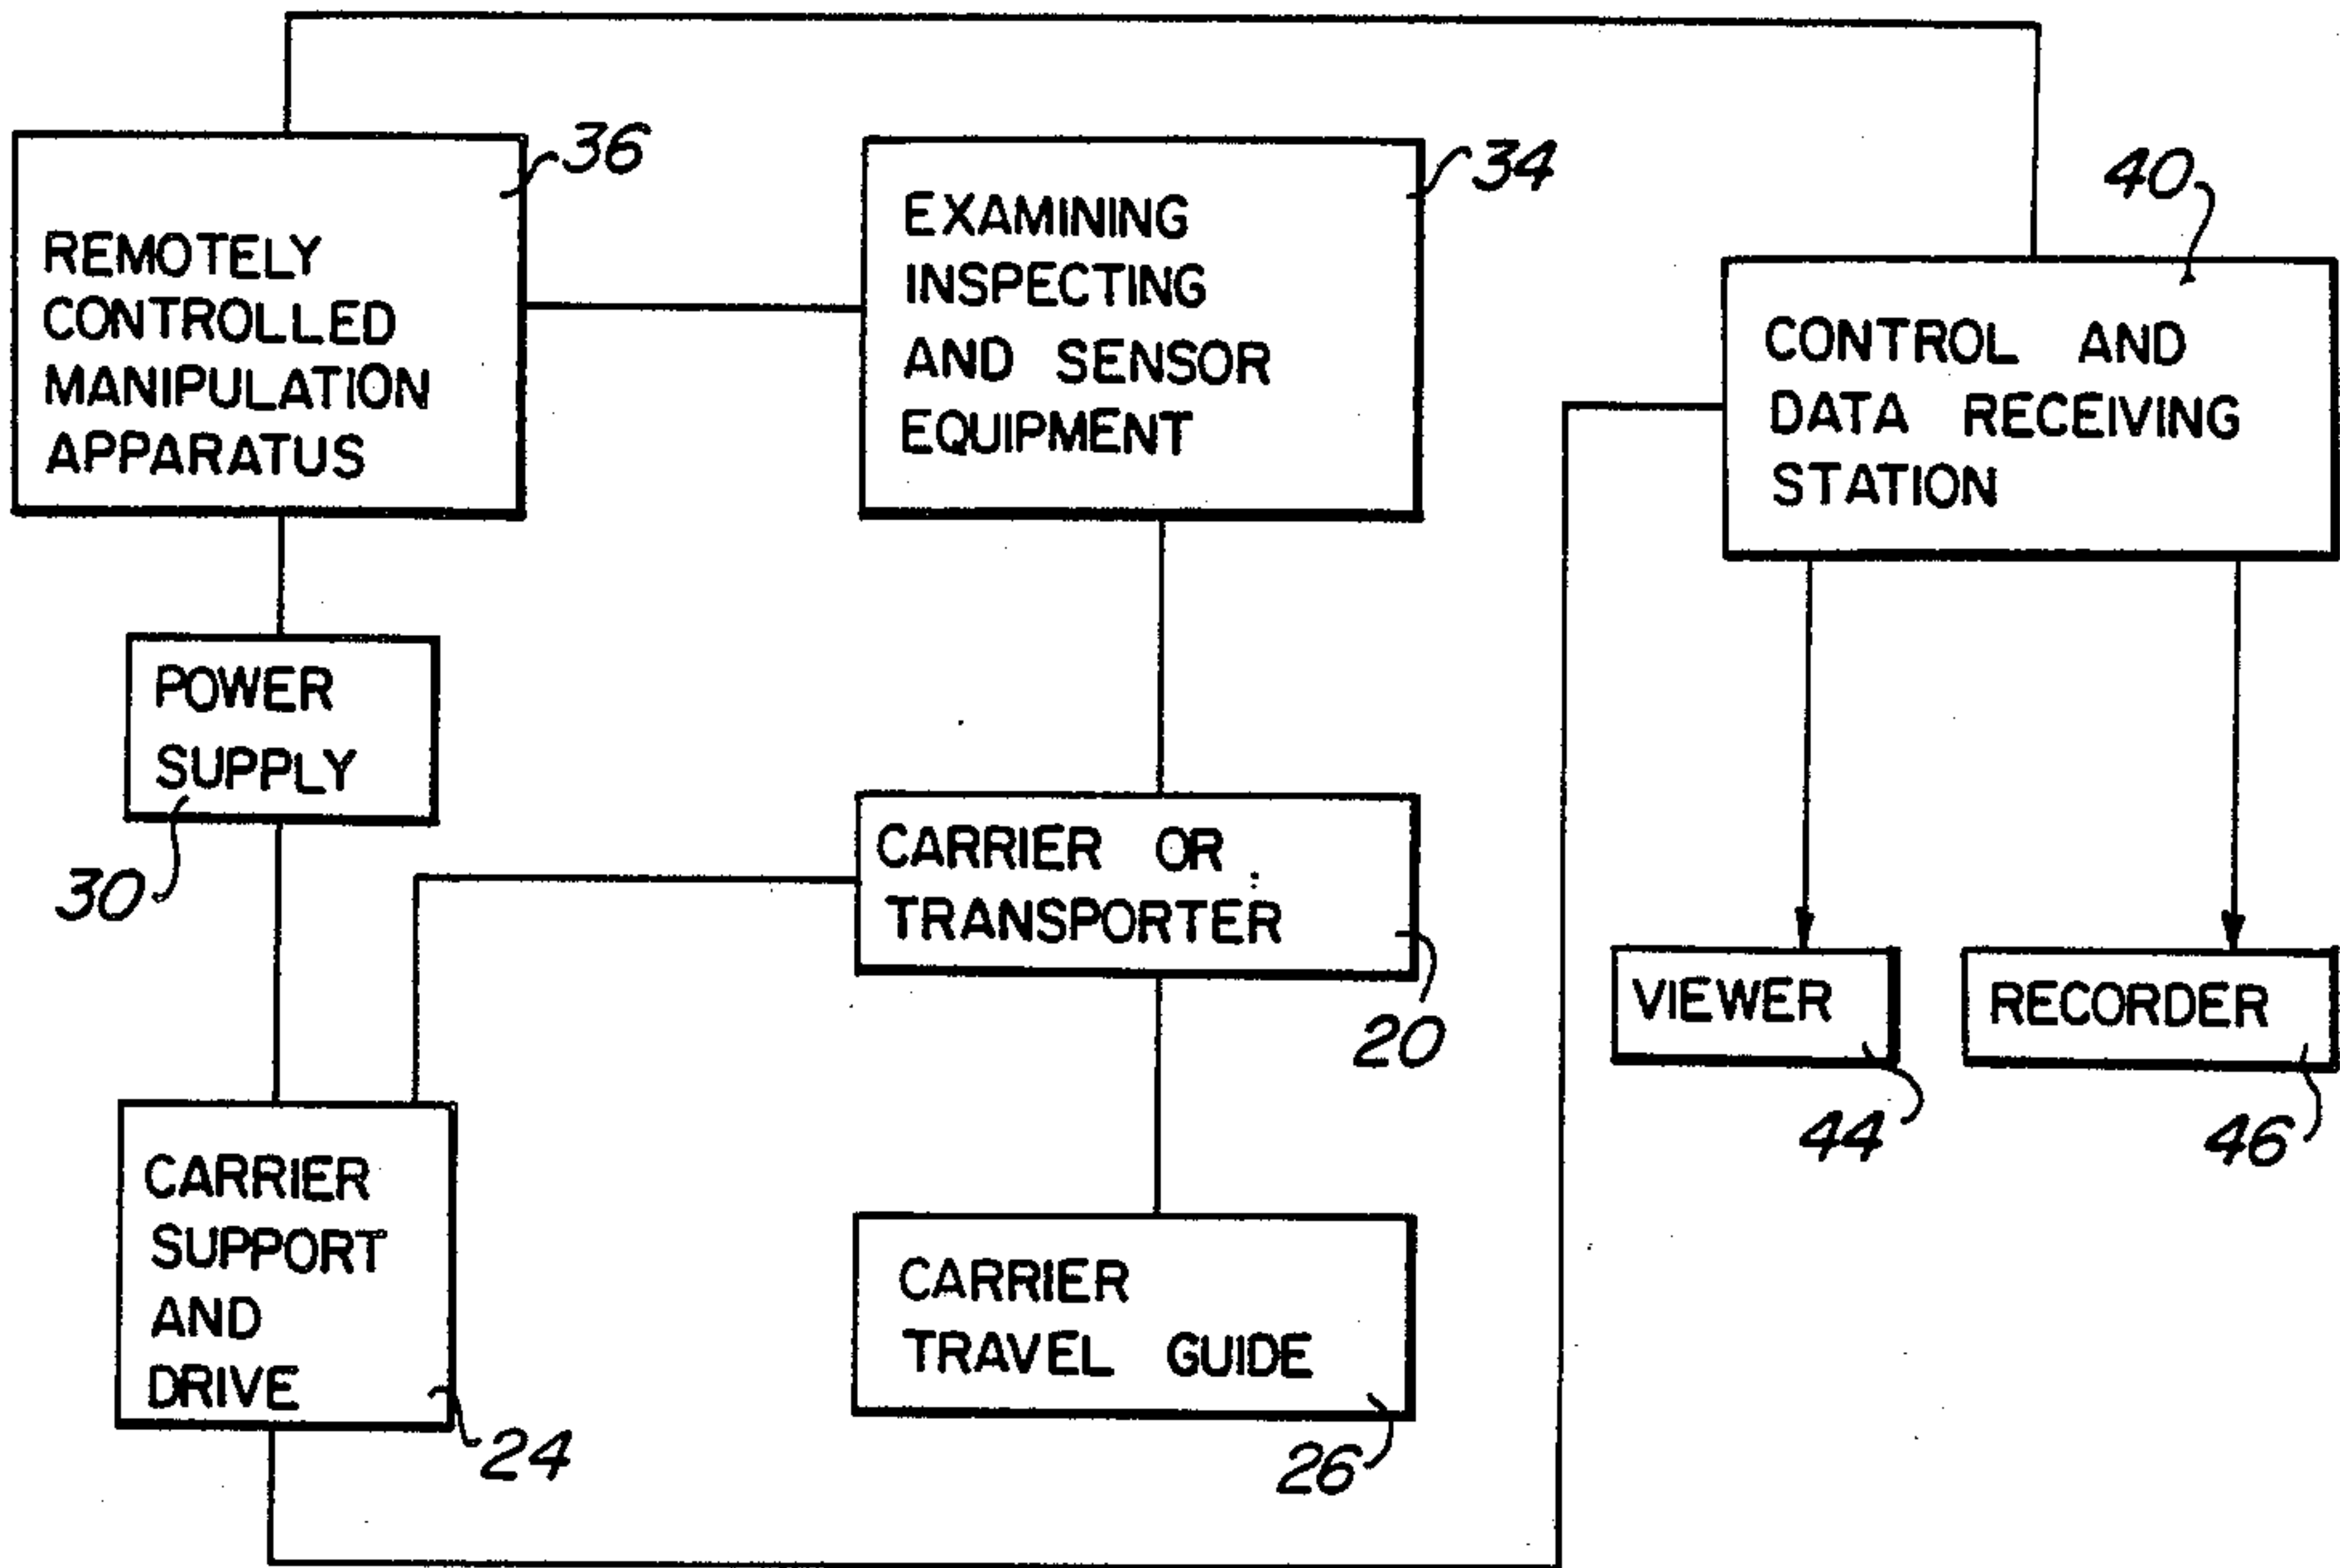 REMOTELY
CONTROLLED
MANIPULATION
APPARATUS
36
EXAMINING
INSPECTING
AND SENSOR
EQUIPMENT
34
CONTROL AND
DATA RECEIVING
STATION
40
POWER
SUPPLY
30
CARRIER OR
TRANSPORTER
20
VIEWER
44
RECORDER
46
CARRIER
SUPPORT
AND
DRIVE
24
CARRIER
TRAVEL GUIDE
26